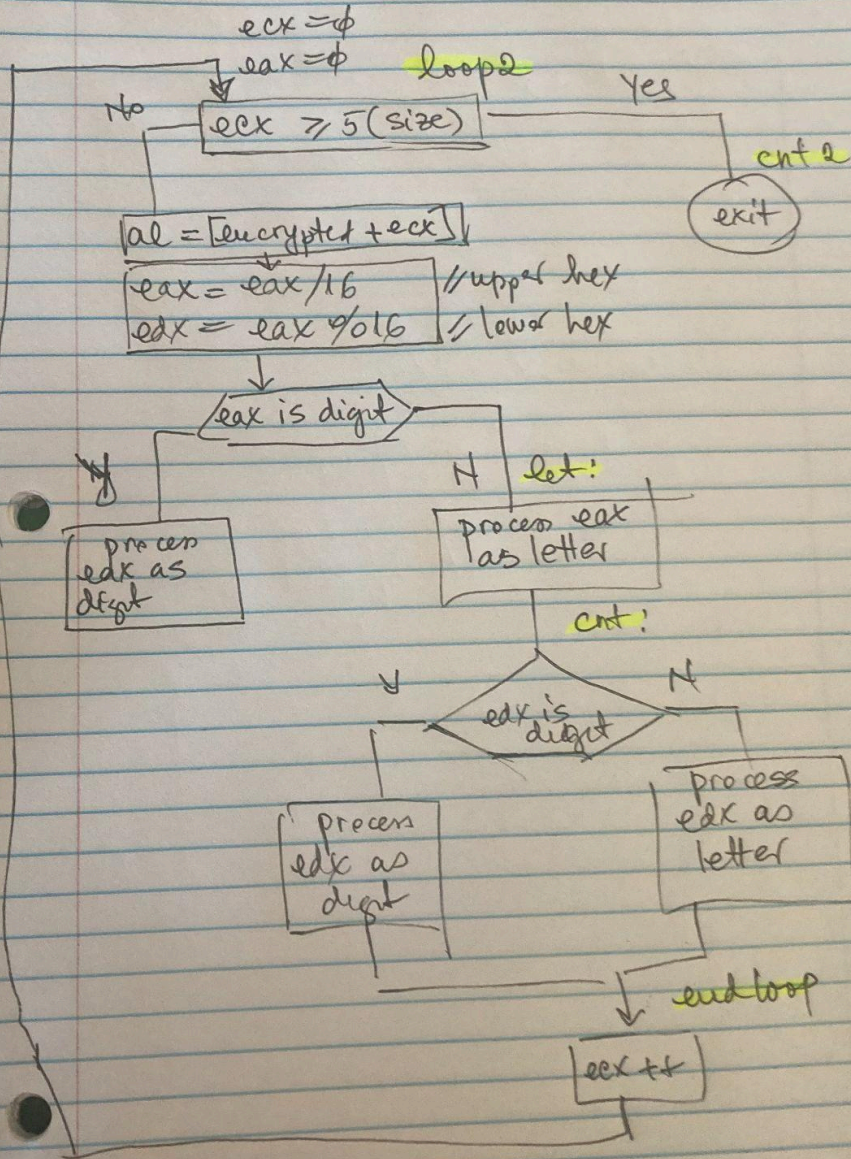 ecx = ϕ
eax = ϕ
loop2
No
ecx ⩾ 5 (size)
Yes
cnt 2
exit
al = [encrypted + ecx]
eax = eax/16 // upper hex
edx = eax % 16 // lower hex
eax is digit
Y
N
let:
process
edx as
digit
process eax
as letter
cnt:
Y
N
edx is
digit
process
edx as
digit
process
edx as
letter
end loop
ecx ++